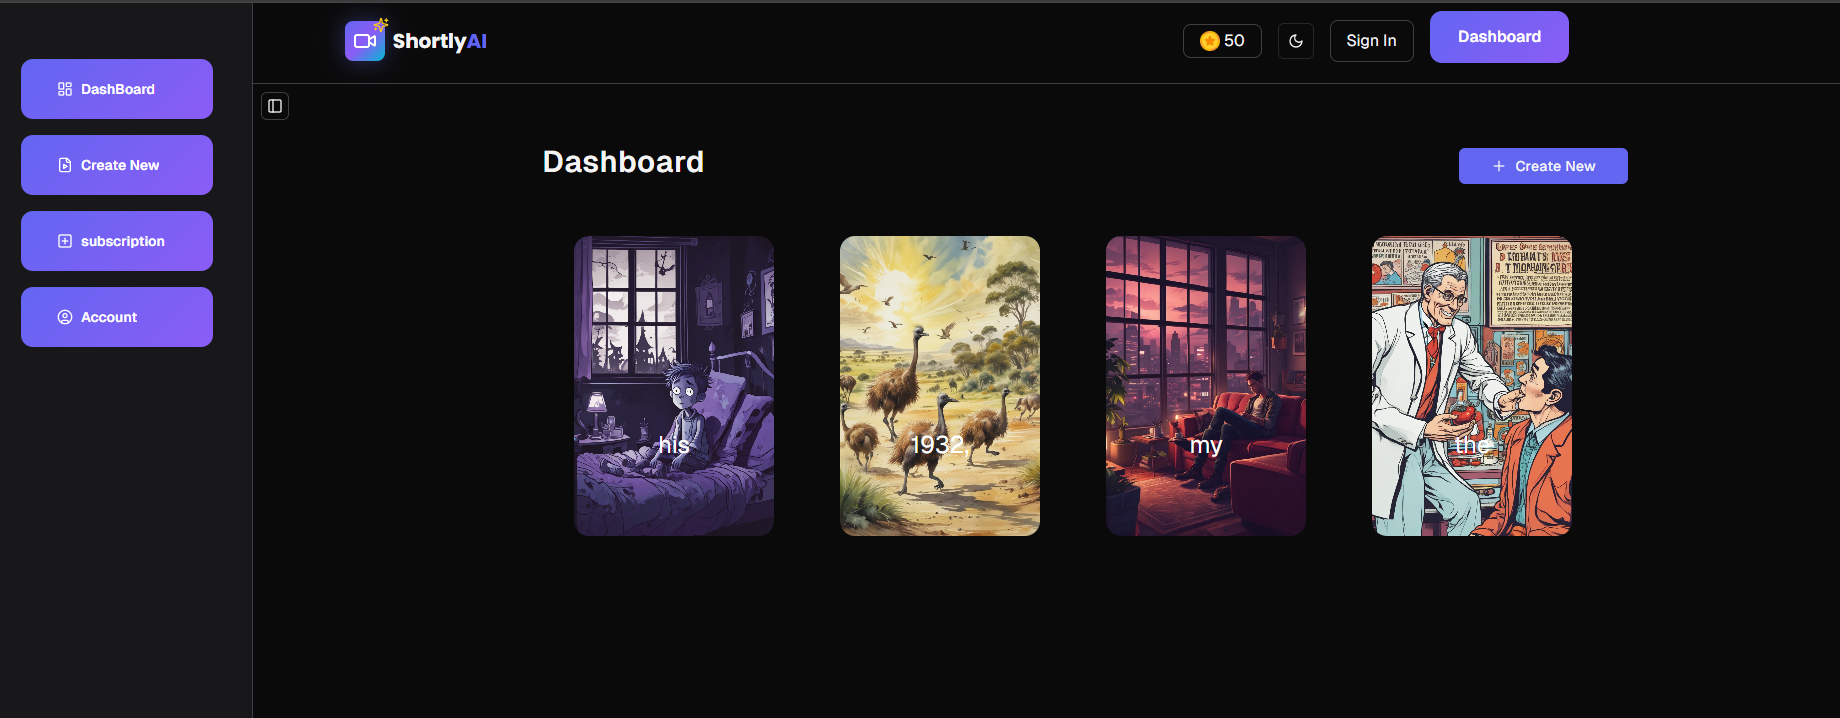 ShortlyAI
50
Sign In
Dashboard
DashBoard
Create New
subscription
Account
Dashboard
Create New
his
1932,
my
the